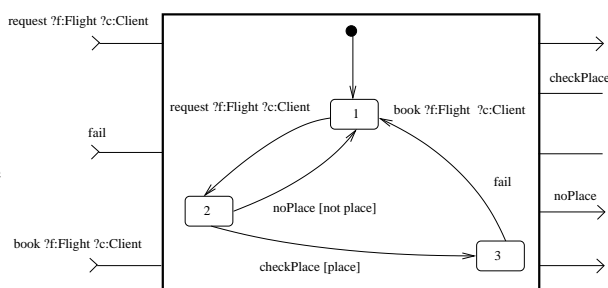 request ?f:Flight ?c:Client
checkPlace
request ?f:Flight ?c:Client
book ?f:Flight ?c:Client
1
fail
fail
noPlace
2
noPlace [not place]
book ?f:Flight ?c:Client
3
checkPlace [place]